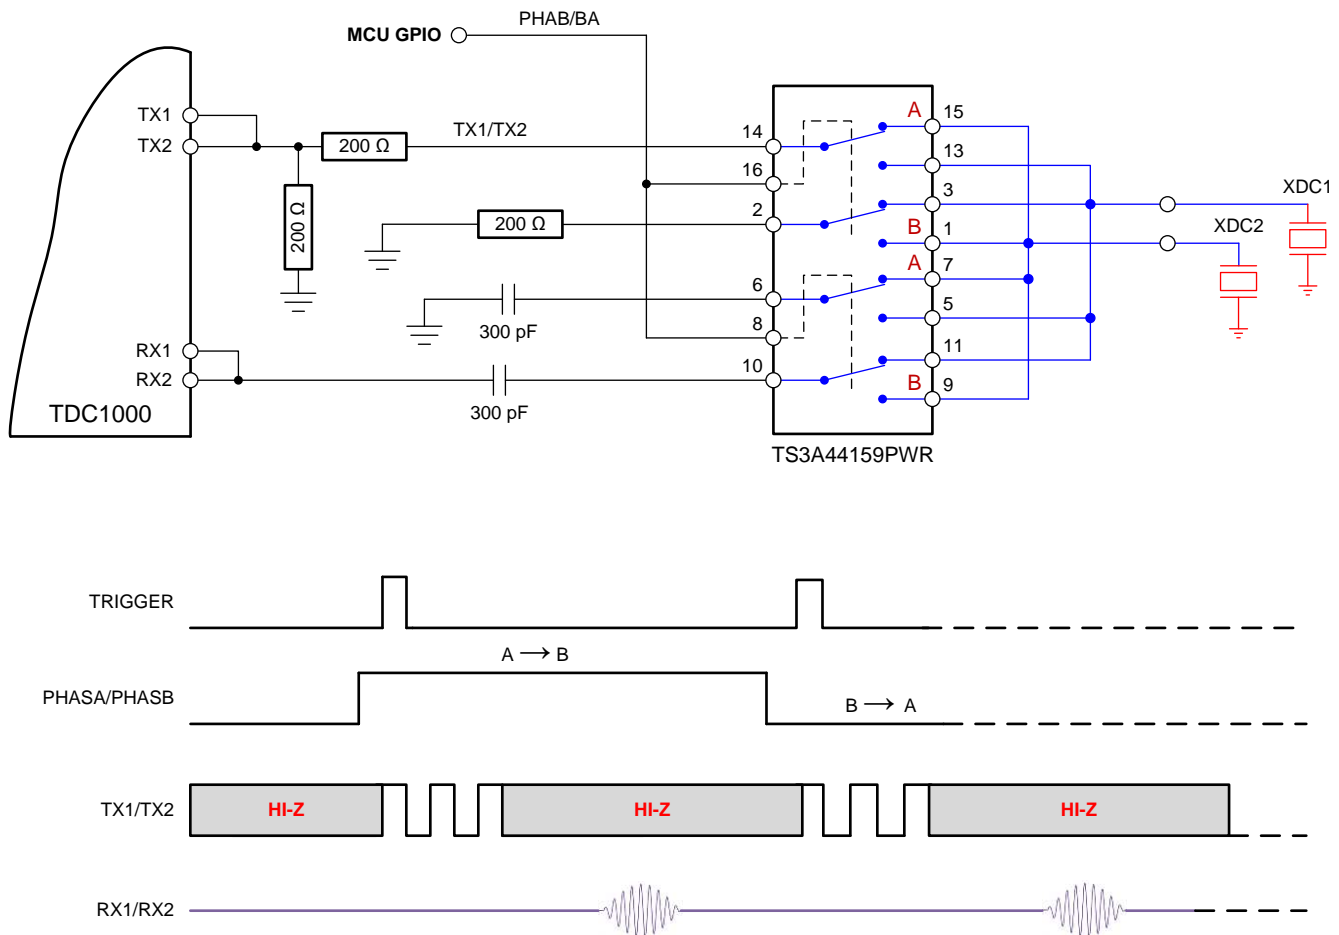 PHAB/BA
MCU GPIO
TX1
TX2
200 Ω
TX1/TX2
200 Ω
200 Ω
300 pF
RX1
RX2
300 pF
TDC1000
14
16
2
6
8
10
A
B
A
B
15
13
3
1
7
5
11
9
TS3A44159PWR
XDC1
XDC2
TRIGGER
A → B
PHASA/PHASB
B → A
TX1/TX2
HI-Z
HI-Z
HI-Z
RX1/RX2